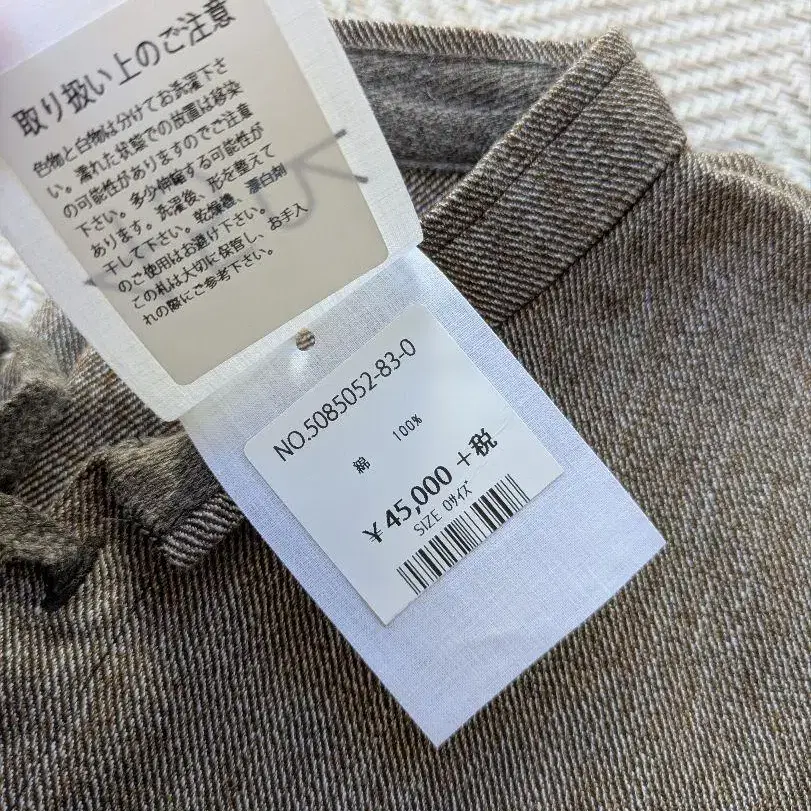 取り扱い上のご注意
色物と白物は分けてお洗濯下さ
い。濡れた状態での放置は移染
の可能性がありますのでご注意
下さい。多少伸縮する可能性が
あります。洗濯後、形を整えて
干して下さい。乾燥機、漂白剤
のご使用はお避け下さい。
この札は大切に保管し、お手入
れの際にご参考下さい。
NO.5085052-83-0
綿 100%
¥45,000+税
SIZE 0サイズ